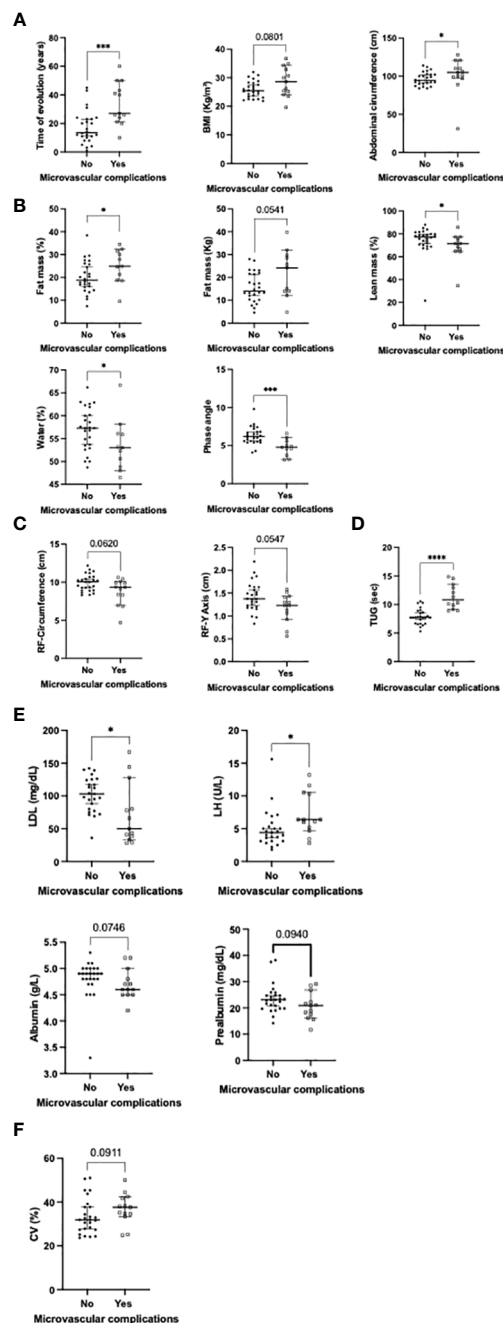 A
Time of evolution (years)
80
60
40
20
0
***
No
Yes
Microvascular complications
BMI (Kg/m²)
40
30
20
10
0
0.0801
No
Yes
Microvascular complications
Abdominal cirumference (cm)
150
100
50
0
*
No
Yes
Microvascular complications
B
Fat mass (%)
50
40
30
20
10
0
*
No
Yes
Microvascular complications
Fat mass (Kg)
50
40
30
20
10
0
0.0541
No
Yes
Microvascular complications
Lean mass (%)
100
80
60
40
20
0
*
No
Yes
Microvascular complications
Water (%)
70
65
60
55
50
45
*
No
Yes
Microvascular complications
Phase angle
15
10
5
0
***
No
Yes
Microvascular complications
C
RF-Circumference (cm)
15
10
5
0
0.0620
No
Yes
Microvascular complications
RF-Y Axis (cm)
2.5
2.0
1.5
1.0
0.5
0.0
0.0547
No
Yes
Microvascular complications
D
TUG (sec)
20
15
10
5
0
****
No
Yes
Microvascular complications
E
LDL (mg/dL)
200
150
100
50
0
*
No
Yes
Microvascular complications
LH (U/L)
20
15
10
5
0
*
No
Yes
Microvascular complications
Albumin (g/L)
5.5
5.0
4.5
4.0
3.5
3.0
0.0746
No
Yes
Microvascular complications
Prealbumin (mg/dL)
50
40
30
20
10
0
0.0940
No
Yes
Microvascular complications
F
CV (%)
60
40
20
0
0.0911
No
Yes
Microvascular complications